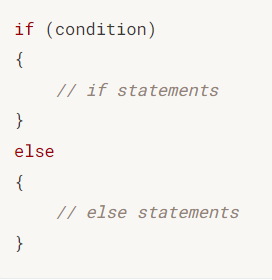 if (condition)
{
    // if statements
}
else
{
    // else statements
}